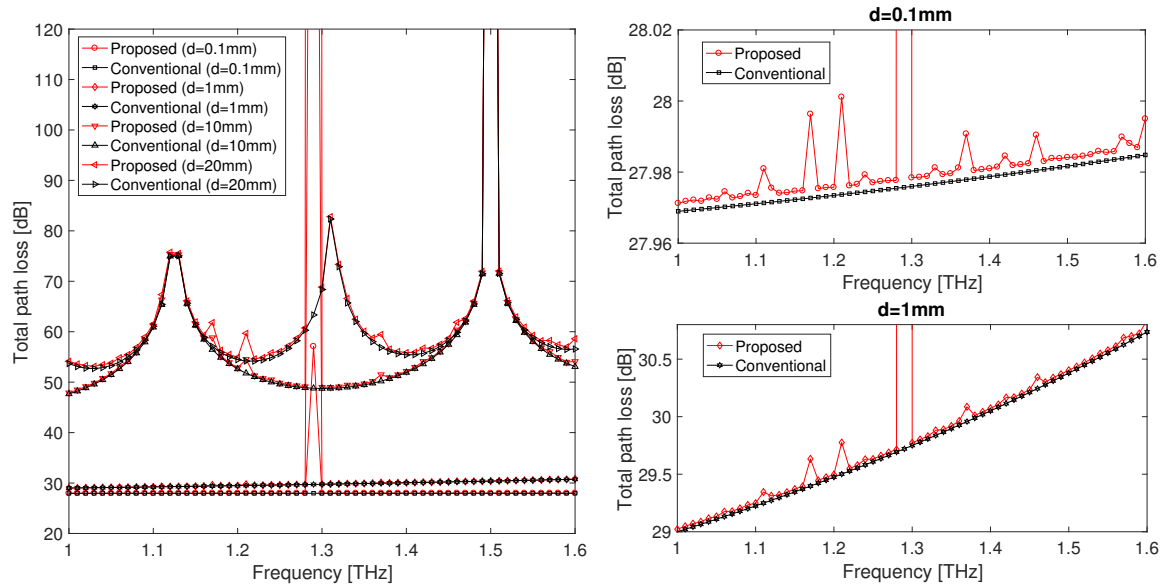 120
110
100
90
80
70
60
50
40
30
20
Total path loss [dB]
Proposed (d=0.1mm)
Conventional (d=0.1mm)
Proposed (d=1mm)
Conventional (d=1mm)
Proposed (d=10mm)
Conventional (d=10mm)
Proposed (d=20mm)
Conventional (d=20mm)
1 1.1 1.2 1.3 1.4 1.5 1.6
Frequency [THz]
d=0.1mm
28.02
28
27.98
27.96
Total path loss [dB]
Proposed
Conventional
1 1.1 1.2 1.3 1.4 1.5 1.6
Frequency [THz]
d=1mm
30.5
30
29.5
29
Total path loss [dB]
Proposed
Conventional
1 1.1 1.2 1.3 1.4 1.5 1.6
Frequency [THz]